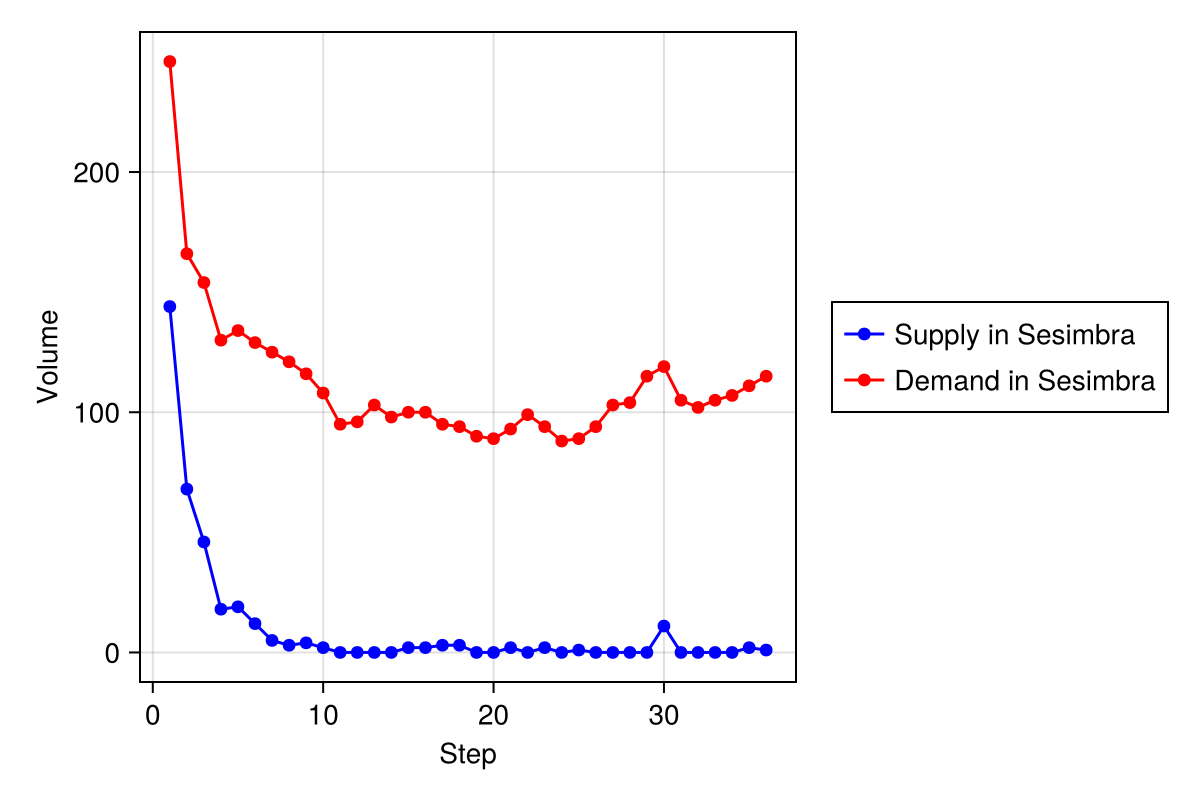 200
100
0
Volume
0 10 20 30
Step
Supply in Sesimbra
Demand in Sesimbra